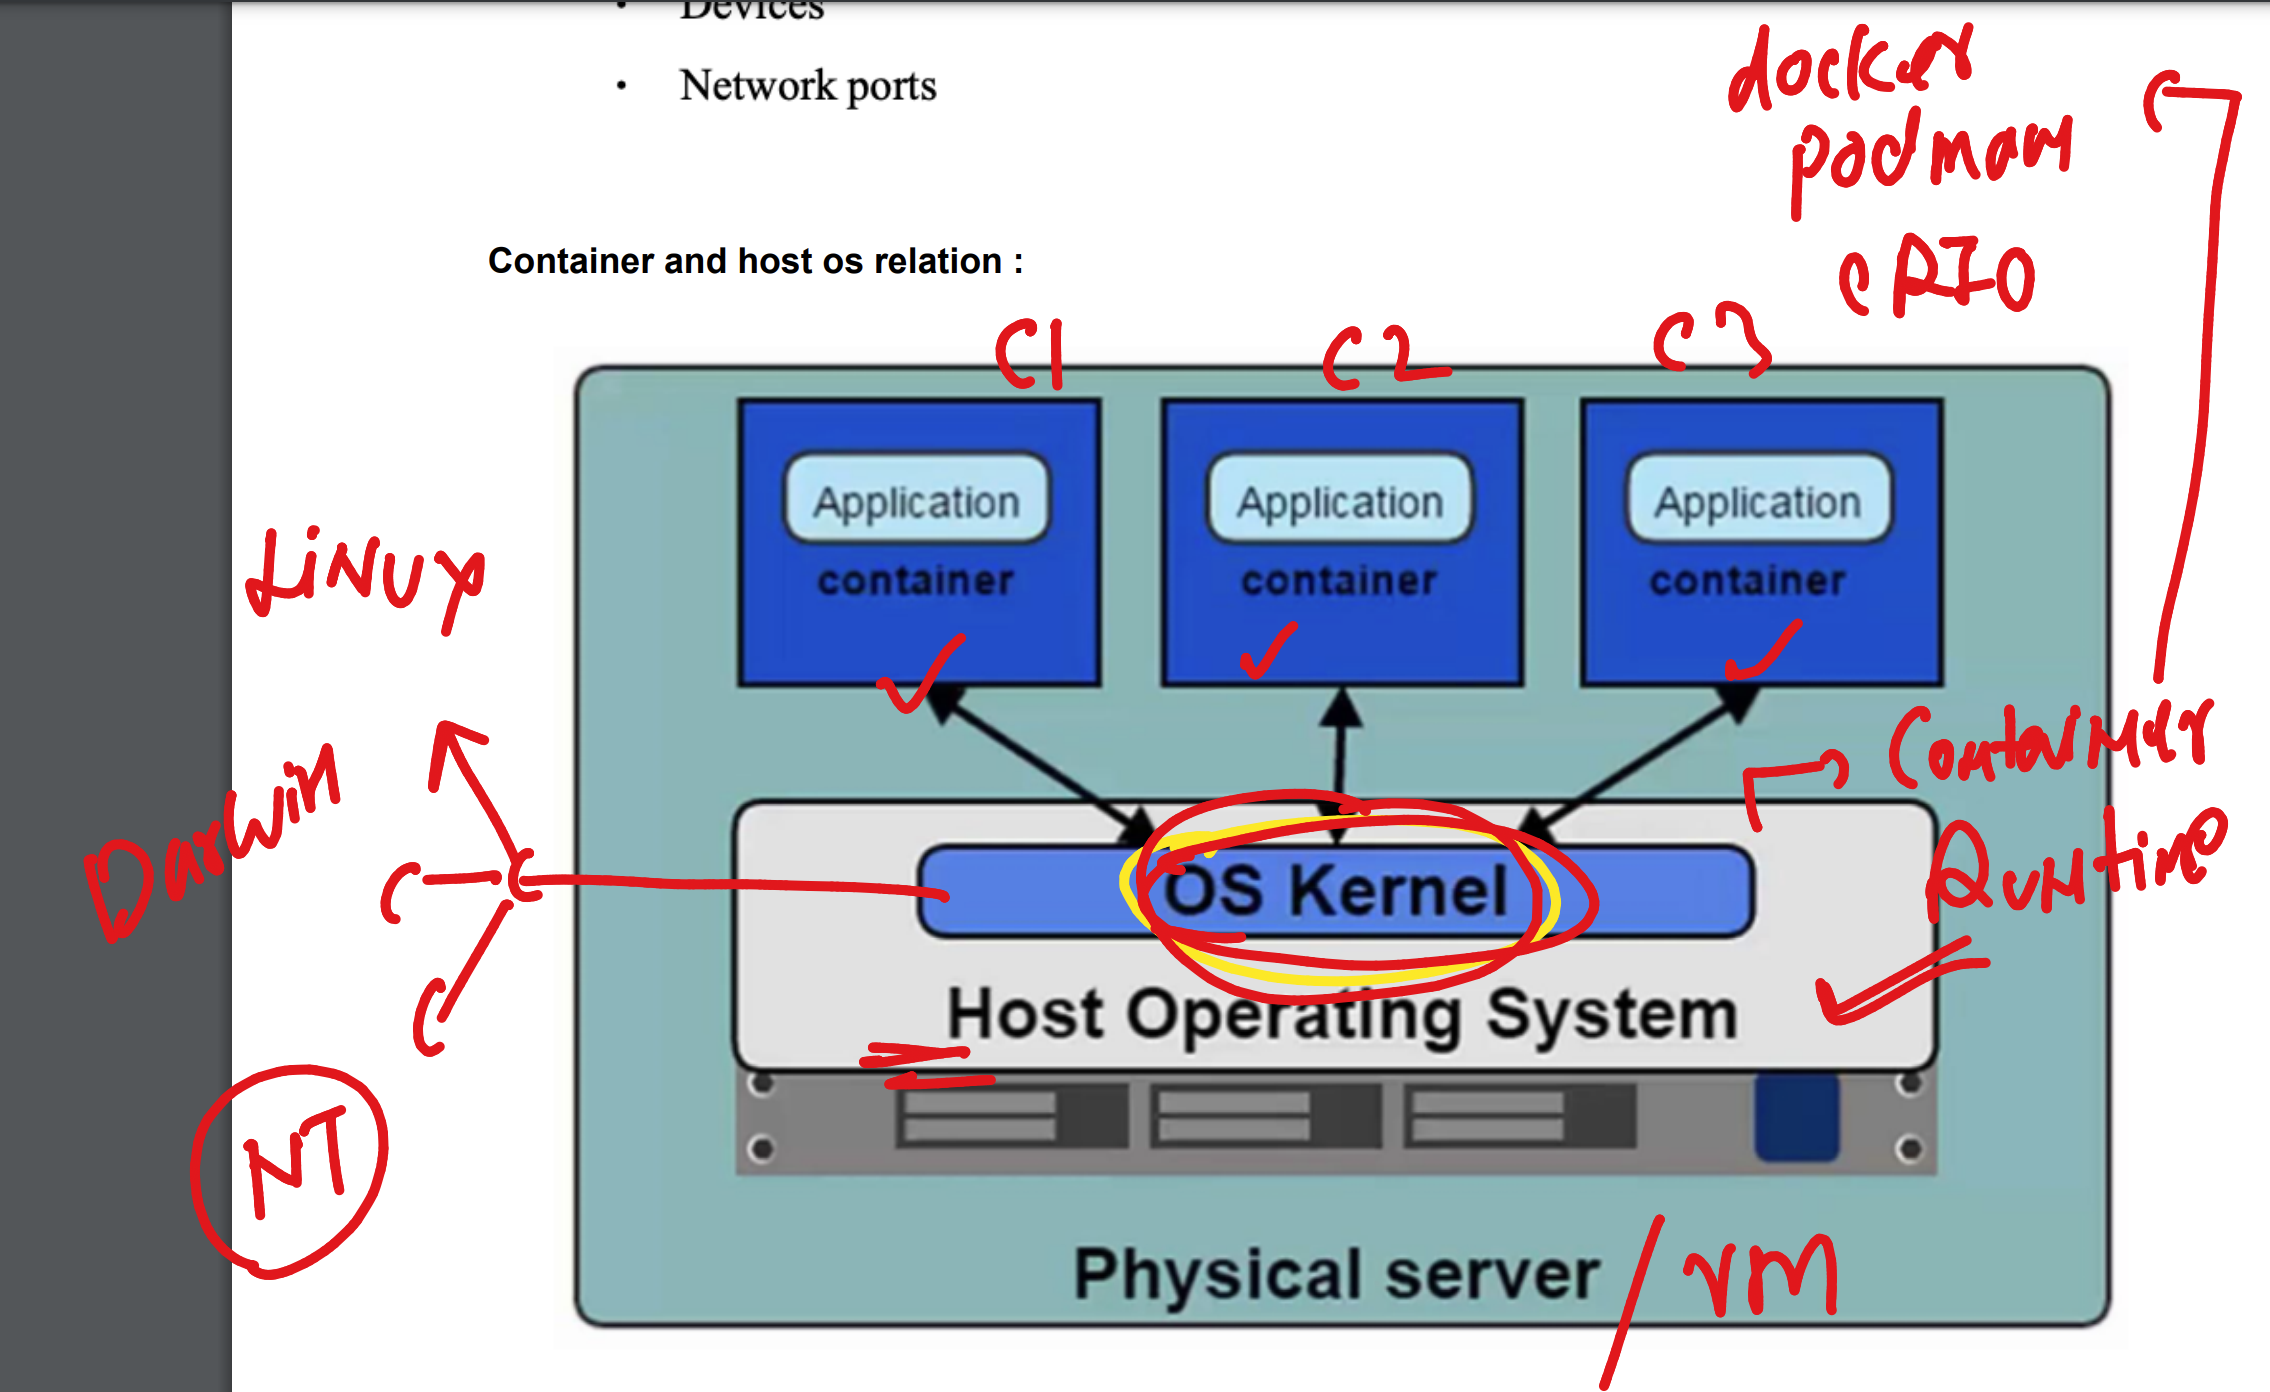 Devices
Network ports
docker
podman
CRIO
Container and host os relation :
C1 C2 C3
Application Application Application
container container container
Linux
Darwin
Container
Runtime
OS Kernel
Host Operating System
NT
Physical server / VM